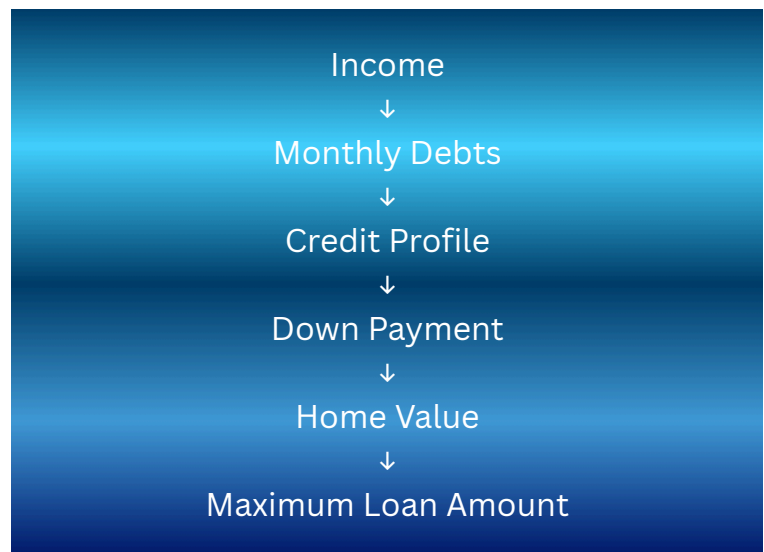 Income
↓
Monthly Debts
↓
Credit Profile
↓
Down Payment
↓
Home Value
↓
Maximum Loan Amount